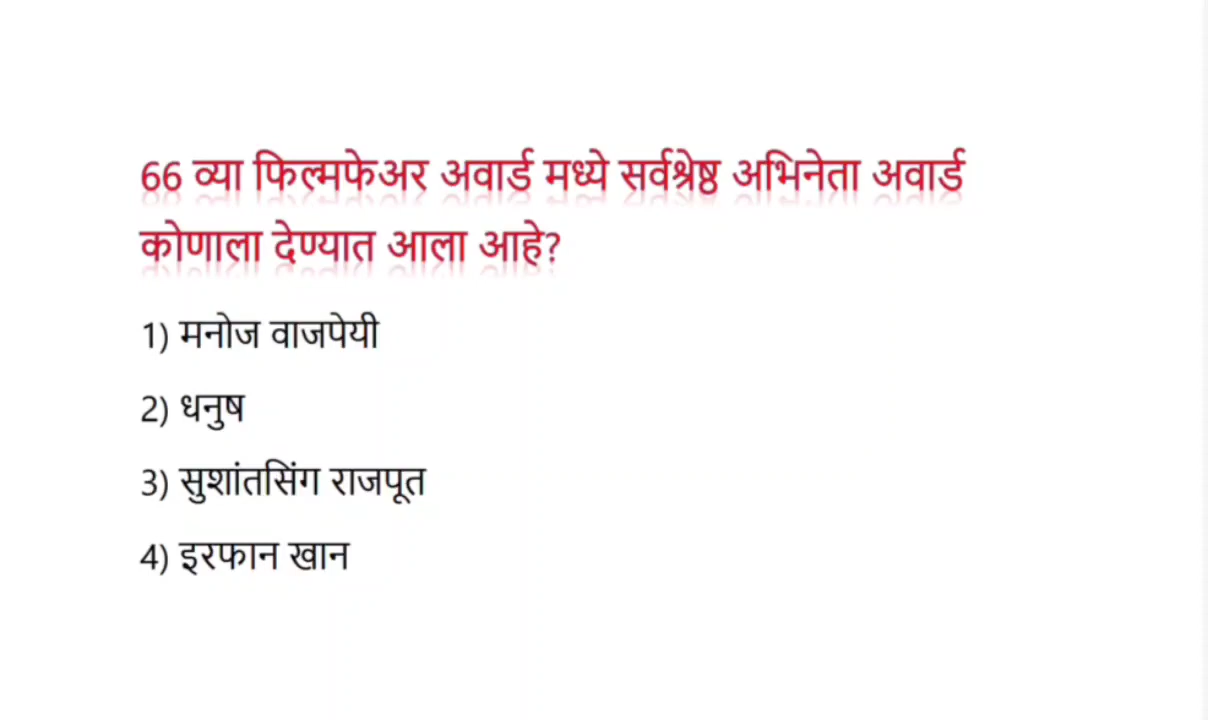 66 व्या फिल्मफेअर अवार्ड मध्ये सर्वश्रेष्ठ अभिनेता अवार्ड
कोणाला देण्यात आला आहे?
1) मनोज वाजपेयी
2) धनुष
3) सुशांतसिंग राजपूत
4) इरफान खान